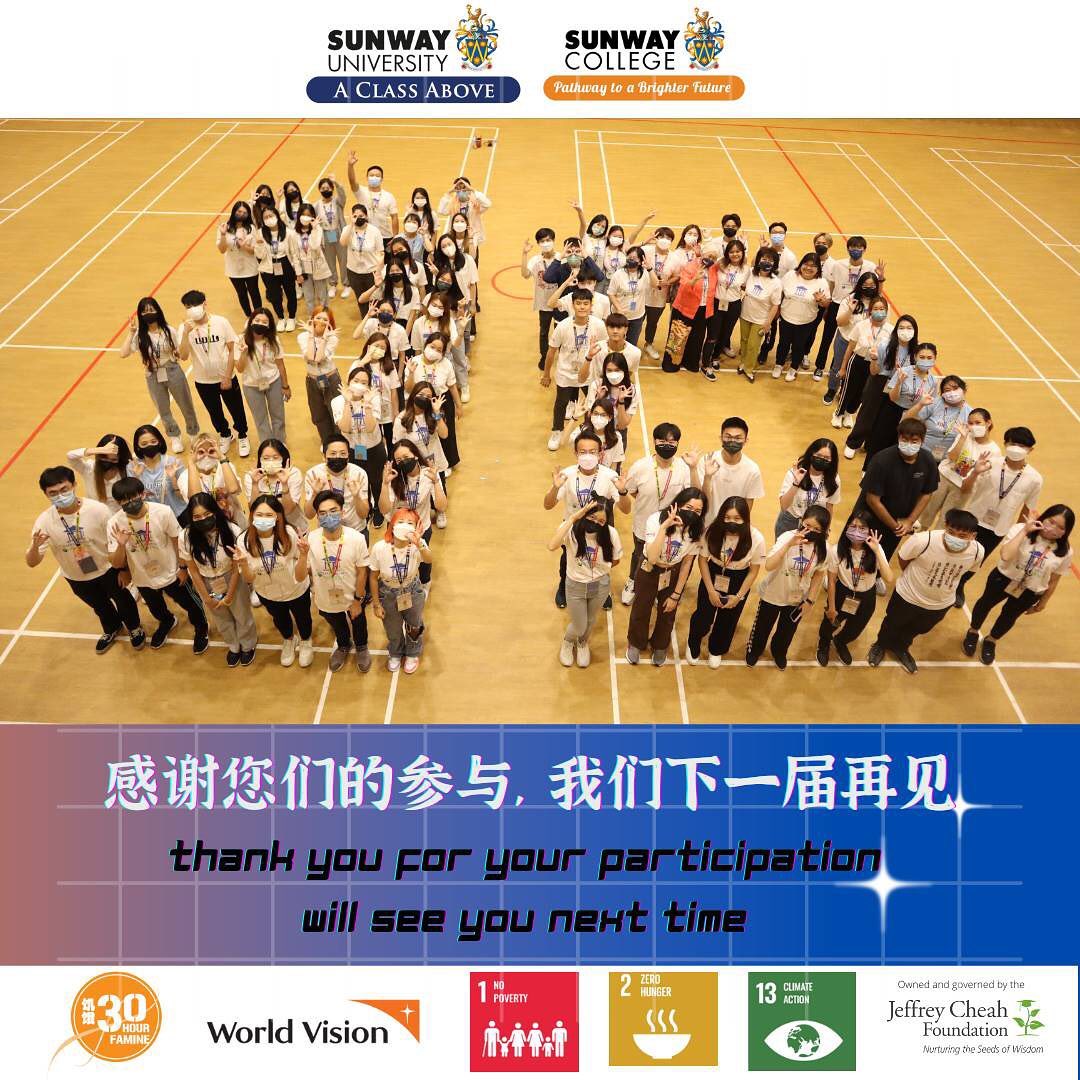 SUNWAY
UNIVERSITY
A CLASS ABOVE
SUNWAY
COLLEGE
Pathway to a Brighter Future
感谢您们的参与, 我们下一届再见
thank you for your participation
will see you next time
饥饿 30
HOUR
FAMINE
World Vision
1 NO
POVERTY
2 ZERO
HUNGER
13 CLIMATE
ACTION
Owned and governed by the
Jeffrey Cheah
Foundation
Nurturing the Seeds of Wisdom